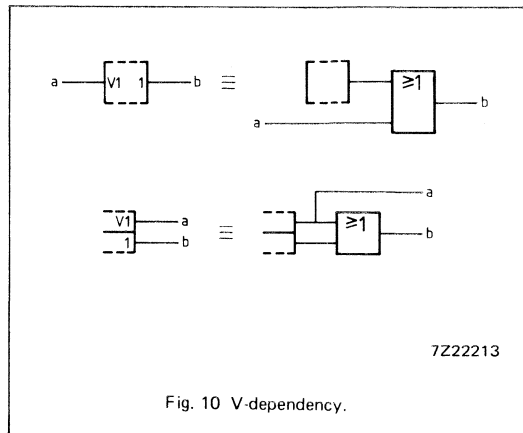 a V1 1 b ≡ ≥1 b
a
V1 a ≡ a
1 b ≥1 b
7Z22213
Fig. 10 V-dependency.